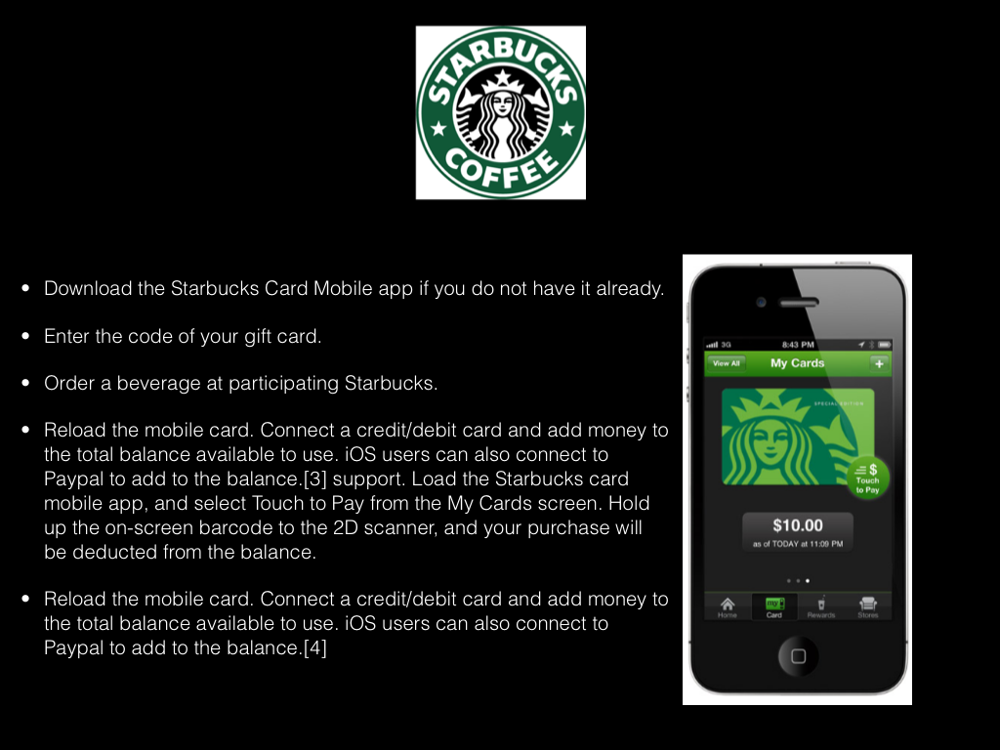 STARBUCKS
COFFEE
• Download the Starbucks Card Mobile app if you do not have it already.
• Enter the code of your gift card.
• Order a beverage at participating Starbucks.
• Reload the mobile card. Connect a credit/debit card and add money to
the total balance available to use. iOS users can also connect to
Paypal to add to the balance.[3] support. Load the Starbucks card
mobile app, and select Touch to Pay from the My Cards screen. Hold
up the on-screen barcode to the 2D scanner, and your purchase will
be deducted from the balance.
• Reload the mobile card. Connect a credit/debit card and add money to
the total balance available to use. iOS users can also connect to
Paypal to add to the balance.[4]
3G 8:43 PM
View All My Cards +
SPECIAL EDITION
$
Touch
to Pay
$10.00
as of TODAY at 11:09 PM
my
Home Card Rewards Stores